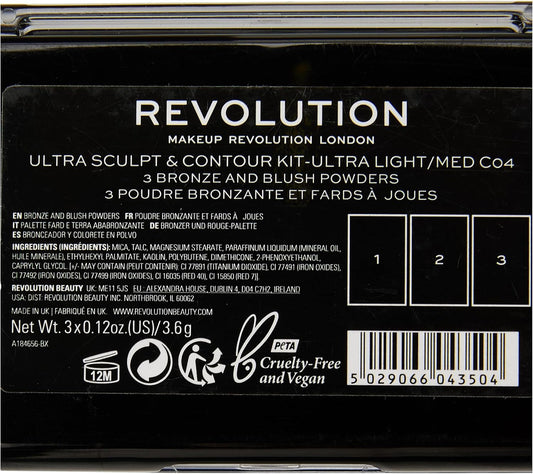 REVOLUTION
MAKEUP REVOLUTION LONDON
ULTRA SCULPT & CONTOUR KIT-ULTRA LIGHT/MED C04
3 BRONZE AND BLUSH POWDERS
3 POUDRE BRONZANTE ET FARDS À JOUES
EN BRONZE AND BLUSH POWDERS FR POUDRE BRONZANTE ET FARDS À JOUES
IT PALETTE FARD E TERRA ABABRONZANTE DE BRONZER UND ROUGE-PALETTE
ES BRONCEADOR Y COLORETE EN POLVO
INGREDIENTS (INGRÉDIENTS): MICA, TALC, MAGNESIUM STEARATE, PARAFFINUM LIQUIDUM (MINERAL OIL,
HUILE MINERALE), ETHYLHEXYL PALMITATE, KAOLIN, POLYBUTENE, DIMETHICONE, 2-PHENOXYETHANOL,
CAPRYLYL GLYCOL. [+/- MAY CONTAIN (PEUT CONTENIR): CI 77891 (TITANIUM DIOXIDE), CI 77491 (IRON OXIDES),
CI 77492 (IRON OXIDES), CI 77499 (IRON OXIDES), CI 16035 (RED 40), CI 15850 (RED 7)].
REVOLUTION BEAUTY UK: ME11 5JS EU: ALEXANDRA HOUSE, DUBLIN 4, D04 C7H2, IRELAND
USA: DIST. REVOLUTION BEAUTY INC. NORTHBROOK, IL 60062
MADE IN UK | FABRIQUÉ EN UK. WWW.REVOLUTIONBEAUTY.COM
Net Wt. 3 x 0.12oz.(US)/3.6g
A184656-BX
1 2 3
12M
PETA
Cruelty-Free
and Vegan
5 029066 043504